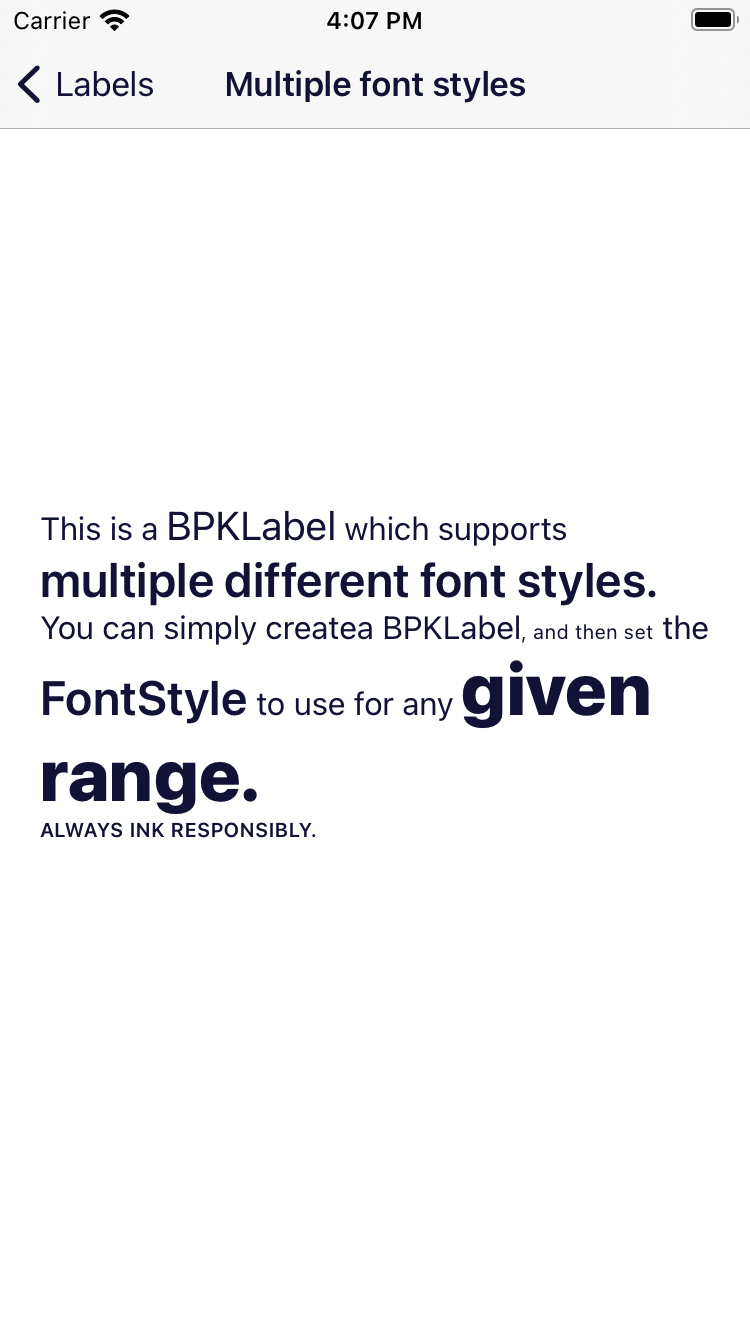 Carrier 4:07 PM
Labels Multiple font styles
This is a BPKLabel which supports
multiple different font styles.
You can simply createa BPKLabel, and then set the
FontStyle to use for any given
range.
ALWAYS INK RESPONSIBLY.